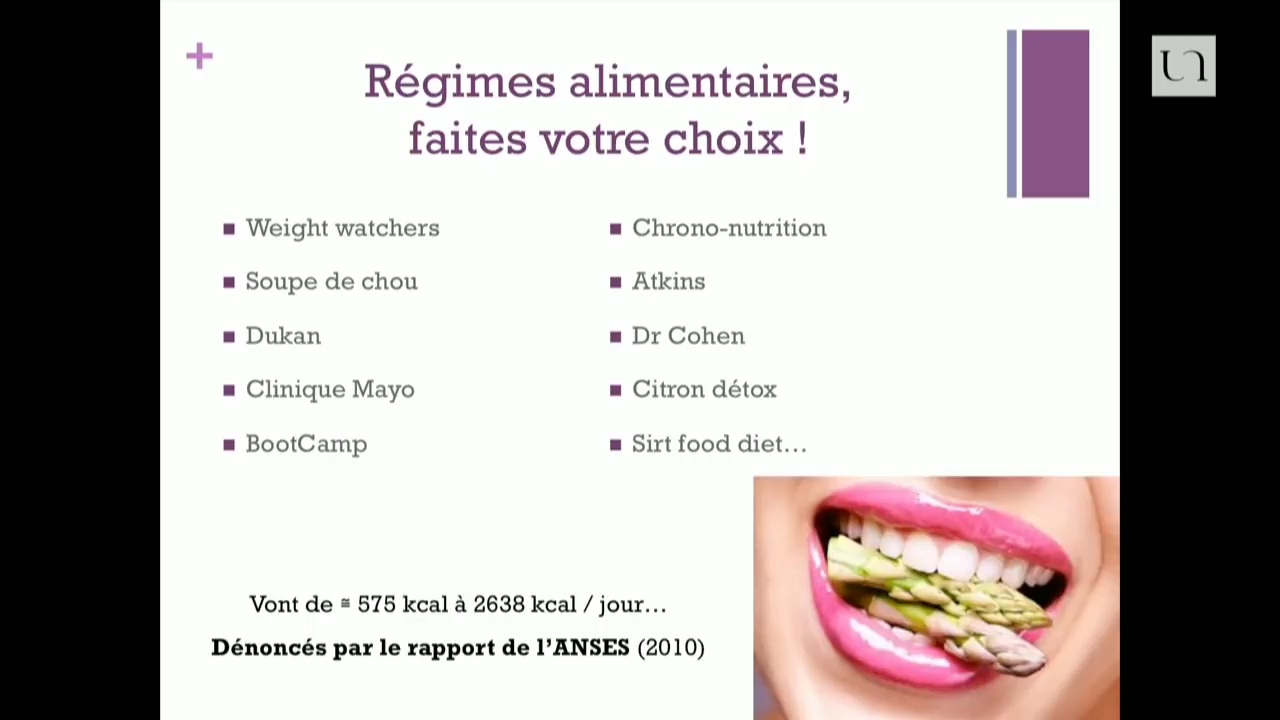 +
Régimes alimentaires,
faites votre choix !
■ Weight watchers
■ Soupe de chou
■ Dukan
■ Clinique Mayo
■ BootCamp
■ Chrono-nutrition
■ Atkins
■ Dr Cohen
■ Citron détox
■ Sirt food diet…
Vont de ≅ 575 kcal à 2638 kcal / jour…
Dénoncés par le rapport de l’ANSES (2010)